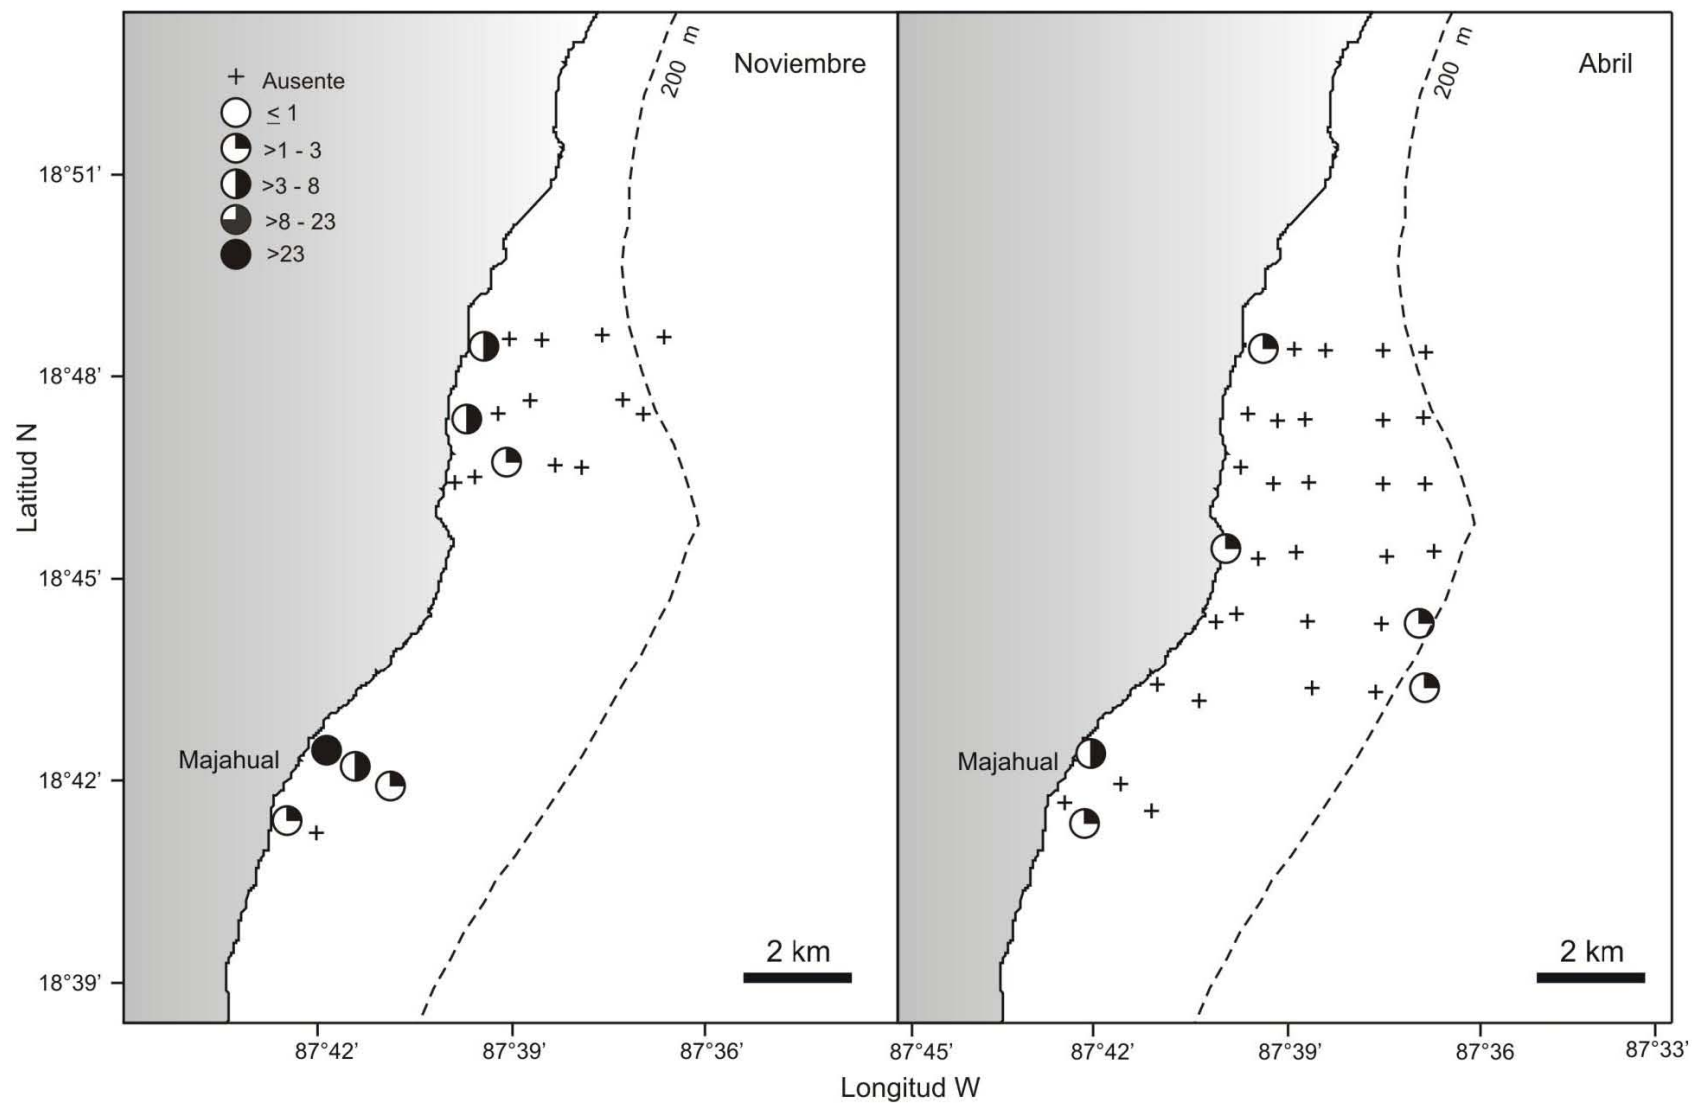 200 m
Noviembre
+ Ausente
≤ 1
>1 - 3
>3 - 8
>8 - 23
>23
Majahual
2 km
200 m
Abril
Majahual
2 km
Latitud N
18°51’
18°48’
18°45’
18°42’
18°39’
87°42’
87°39’
87°36’
87°45’
87°42’
87°39’
87°36’
87°33’
Longitud W